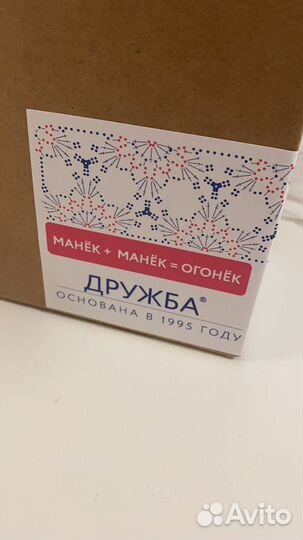 МАНЁК + МАНЁК = ОГОНЁК
ДРУЖБА®
ОСНОВАНА В 1995 ГОДУ
Avito